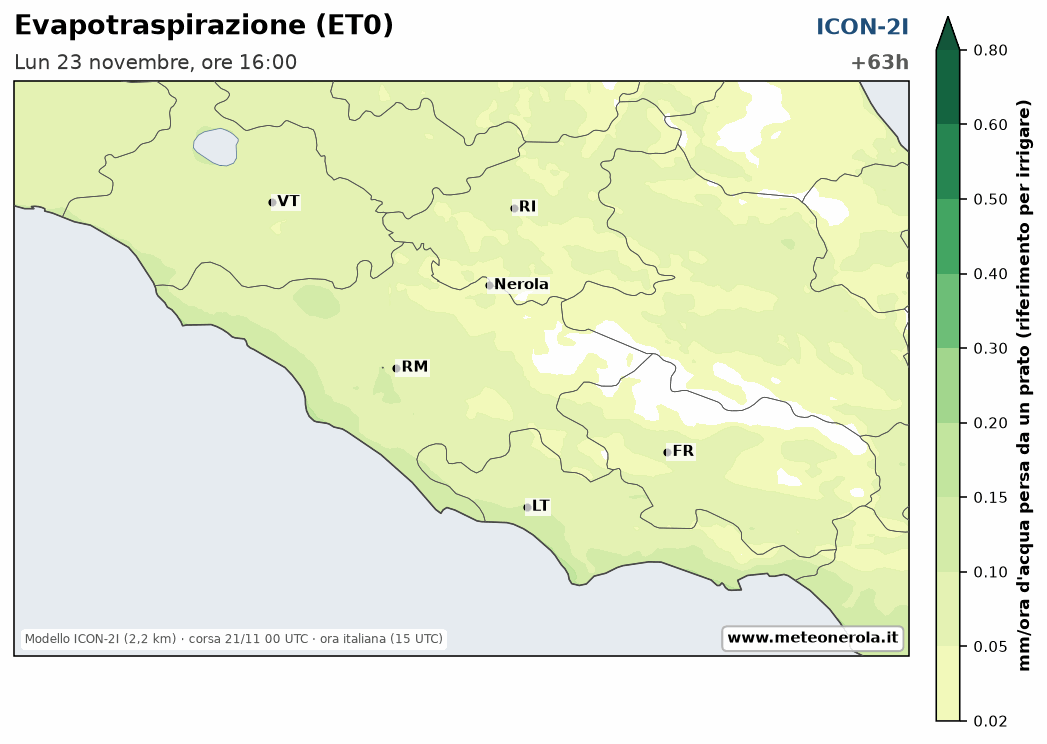 Evapotraspirazione (ET0)
ICON-2I
Lun 23 novembre, ore 16:00
+63h
VT
RI
Nerola
RM
FR
LT
Modello ICON-2I (2,2 km) · corsa 21/11 00 UTC · ora italiana (15 UTC)
www.meteonerola.it
0.80
0.60
0.50
0.40
0.30
0.20
0.15
0.10
0.05
0.02
mm/ora d'acqua persa da un prato (riferimento per irrigare)